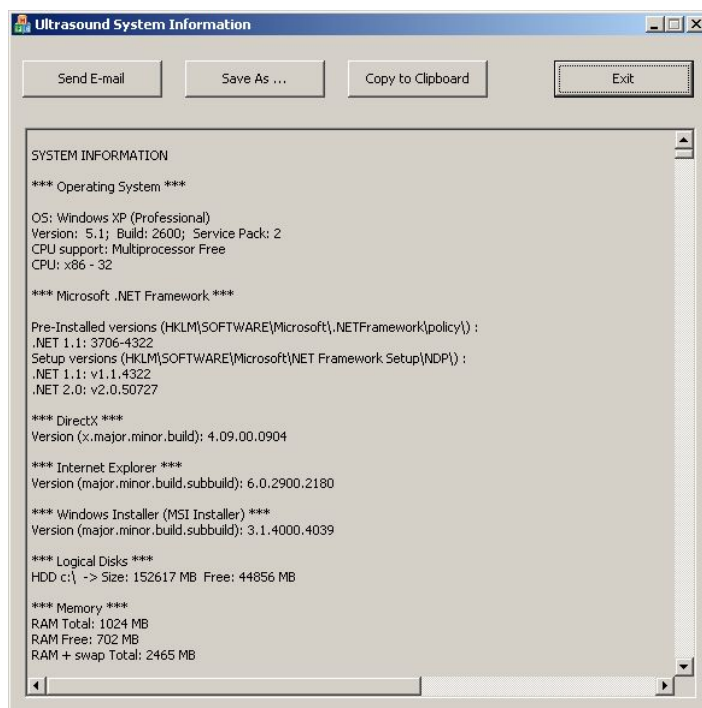 Ultrasound System Information
Send E-mail
Save As ...
Copy to Clipboard
Exit
SYSTEM INFORMATION
*** Operating System ***
OS: Windows XP (Professional)
Version:  5.1;  Build: 2600;  Service Pack: 2
CPU support: Multiprocessor Free
CPU: x86 - 32
*** Microsoft .NET Framework ***
Pre-Installed versions (HKLM\SOFTWARE\Microsoft\.NETFramework\policy\) :
.NET 1.1: 3706-4322
Setup versions (HKLM\SOFTWARE\Microsoft\NET Framework Setup\NDP\) :
.NET 1.1: v1.1.4322
.NET 2.0: v2.0.50727
*** DirectX ***
Version (x.major.minor.build): 4.09.00.0904
*** Internet Explorer ***
Version (major.minor.build.subbuild): 6.0.2900.2180
*** Windows Installer (MSI Installer) ***
Version (major.minor.build.subbuild): 3.1.4000.4039
*** Logical Disks ***
HDD c:\  -> Size: 152617 MB  Free: 44856 MB
*** Memory ***
RAM Total: 1024 MB
RAM Free: 702 MB
RAM + swap Total: 2465 MB